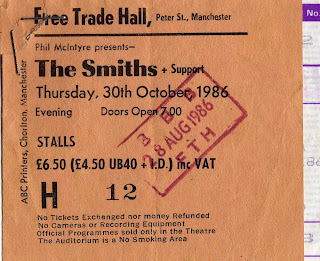 Free Trade Hall, Peter St., Manchester
Phil McIntyre presents—
The Smiths + Support
Thursday, 30th October, 1986
Evening Doors Open 7.00
STALLS
£6.50 (£4.50 UB40 + I.D.) inc VAT
H 12
No Tickets Exchanged nor money Refunded
No Cameras or Recording Equipment
Official Programmes sold only in the Theatre
The Auditorium is a No Smoking Area
ABC Printers, Chorlton, Manchester
28 AUG 1986
FTH
No.